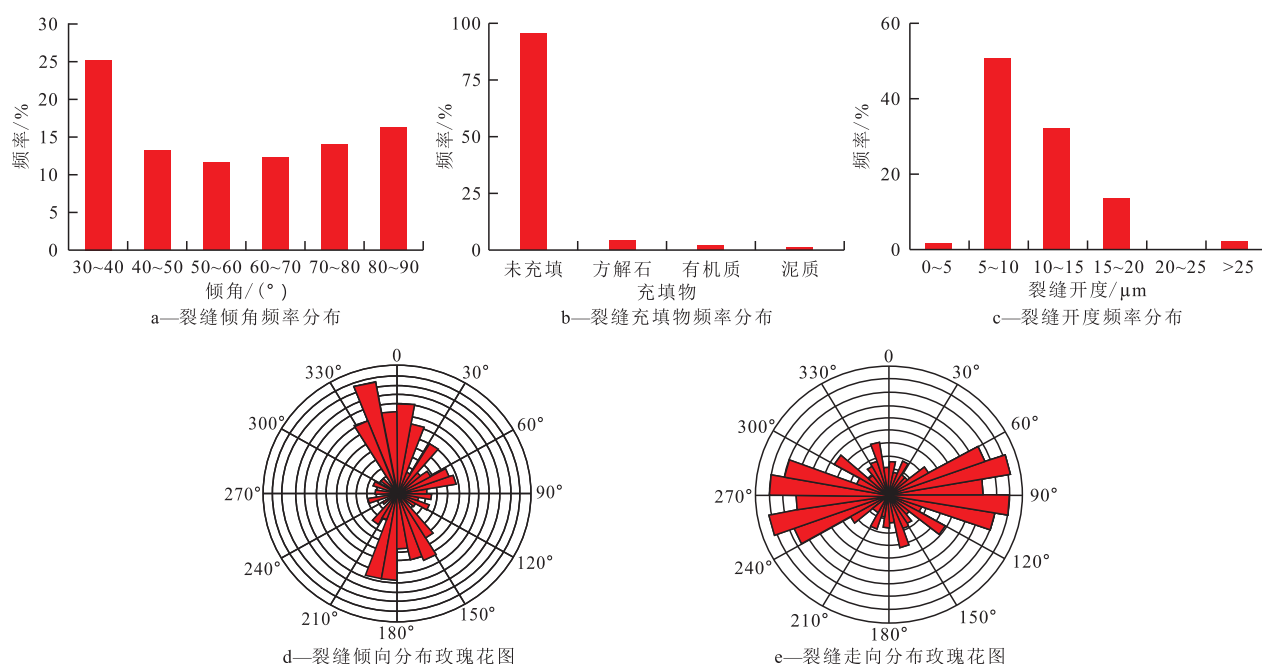 频率/%
30
25
20
15
10
5
0
30~40 40~50 50~60 60~70 70~80 80~90
倾角/(°)
a—裂缝倾角频率分布
频率/%
100
75
50
25
0
未充填 方解石 有机质 泥质
充填物
b—裂缝充填物频率分布
频率/%
60
40
20
0
0~5 5~10 10~15 15~20 20~25 >25
裂缝开度/μm
c—裂缝开度频率分布
0
330° 30°
300° 60°
270° 90°
240° 120°
210° 150°
180°
d—裂缝倾向分布玫瑰花图
0
330° 30°
300° 60°
270° 90°
240° 120°
210° 150°
180°
e—裂缝走向分布玫瑰花图